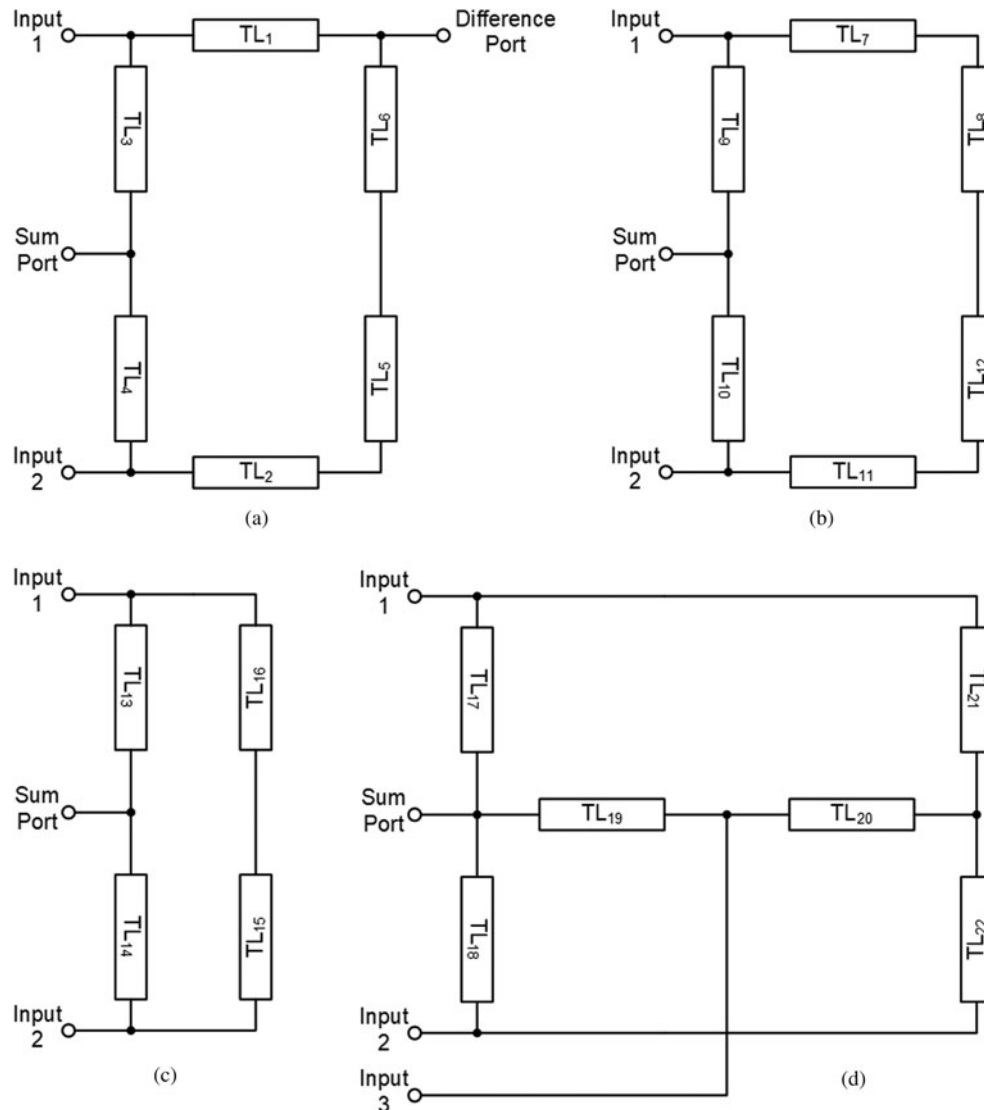 Input
1
TL₁
Difference
Port
TL₃
TL₆
Sum
Port
TL₄
TL₅
Input
2
TL₂
(a)
Input
1
TL₇
TL₉
TL₈
Sum
Port
TL₁₀
TL₁₂
Input
2
TL₁₁
(b)
Input
1
TL₁₃
TL₁₆
Sum
Port
TL₁₄
TL₁₅
Input
2
(c)
Input
1
TL₁₇
TL₂₁
Sum
Port
TL₁₉
TL₂₀
TL₁₈
TL₂₂
Input
2
Input
3
(d)